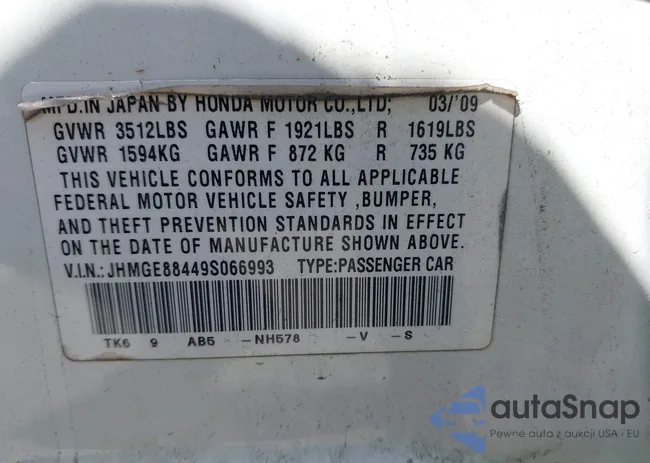 MFD.IN JAPAN BY HONDA MOTOR CO.,LTD; 03/'09
GVWR 3512LBS GAWR F 1921LBS R 1619LBS
GVWR 1594KG GAWR F 872 KG R 735 KG
THIS VEHICLE CONFORMS TO ALL APPLICABLE
FEDERAL MOTOR VEHICLE SAFETY ,BUMPER,
AND THEFT PREVENTION STANDARDS IN EFFECT
ON THE DATE OF MANUFACTURE SHOWN ABOVE.
V.I.N.: JHMGE88449S066993 TYPE:PASSENGER CAR
TK6 9 AB5 -NH578 -V -S
autaSnap
Pewne auta z aukcji USA • EU